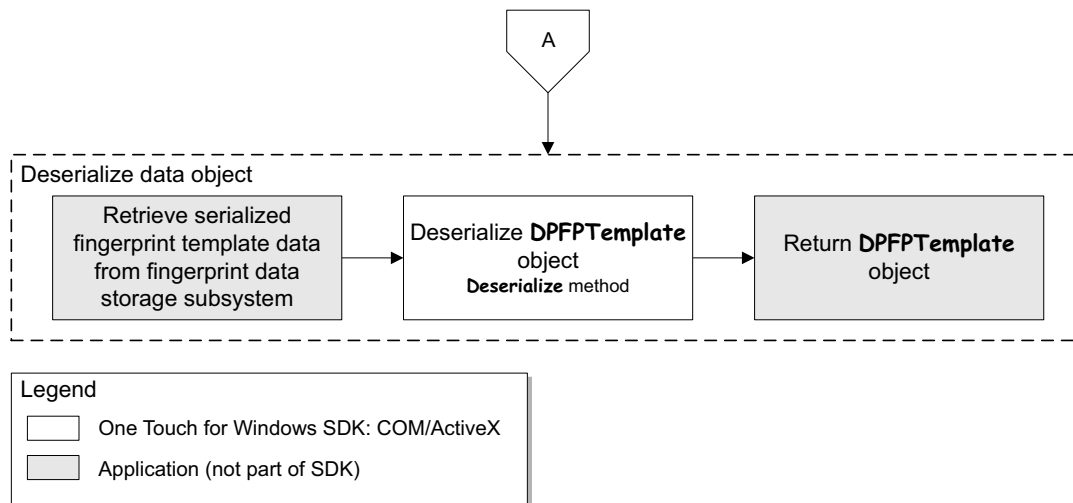 A
Deserialize data object
Retrieve serialized
fingerprint template data
from fingerprint data
storage subsystem
Deserialize DPFPTemplate
object
Deserialize method
Return DPFPTemplate
object
Legend
One Touch for Windows SDK: COM/ActiveX
Application (not part of SDK)